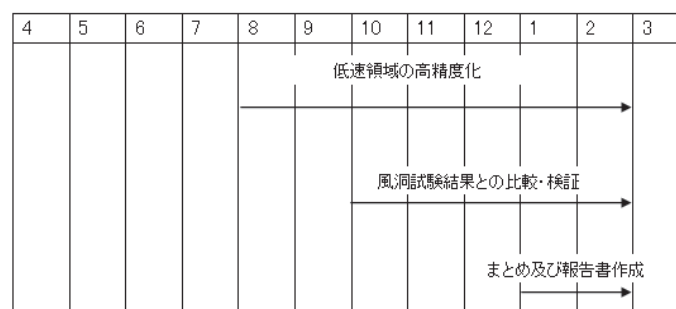 4 5 6 7 8 9 10 11 12 1 2 3
低速領域の高精度化
風洞試験結果との比較・検証
まとめ及び報告書作成